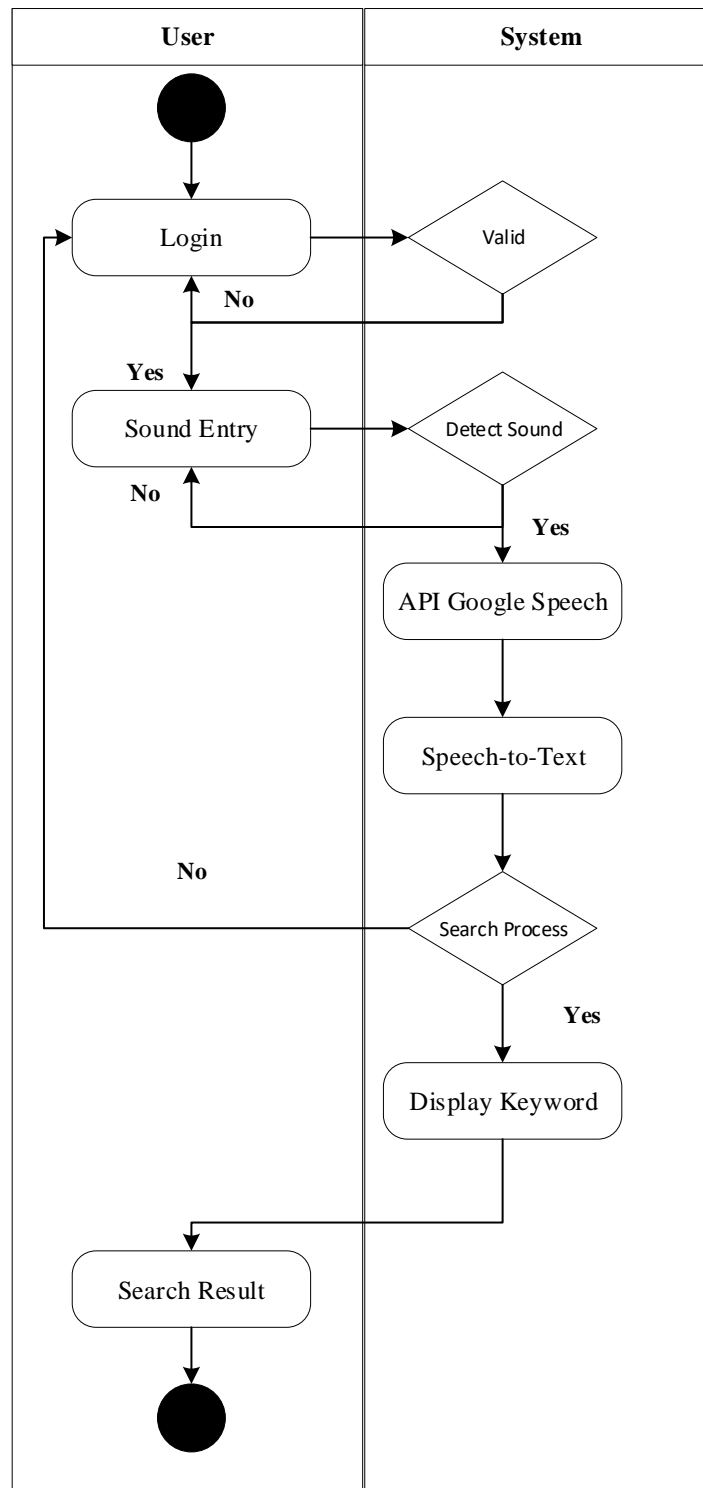 User
System
Login
Valid
No
Yes
Sound Entry
Detect Sound
No
Yes
API Google Speech
Speech-to-Text
No
Search Process
Yes
Display Keyword
Search Result